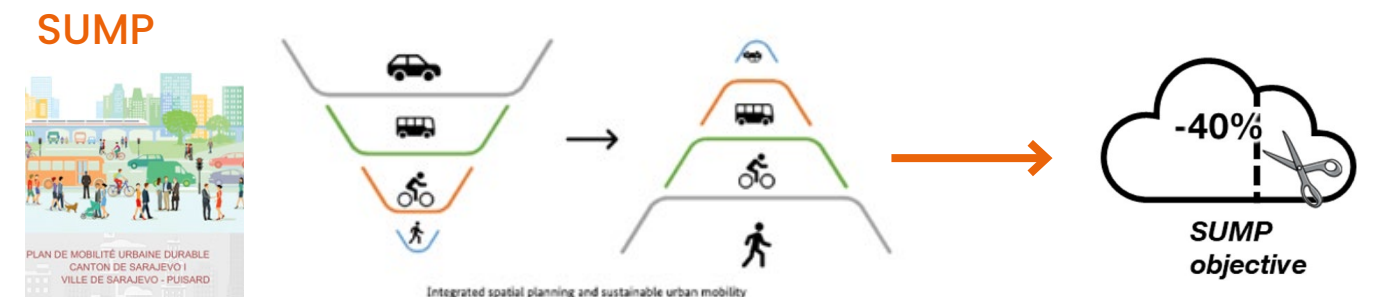 SUMP
PLAN DE MOBILITÉ URBAINE DURABLE
CANTON DE SARAJEVO I
VILLE DE SARAJEVO - PUISARD
Integrated spatial planning and sustainable urban mobility
-40%
SUMP
objective